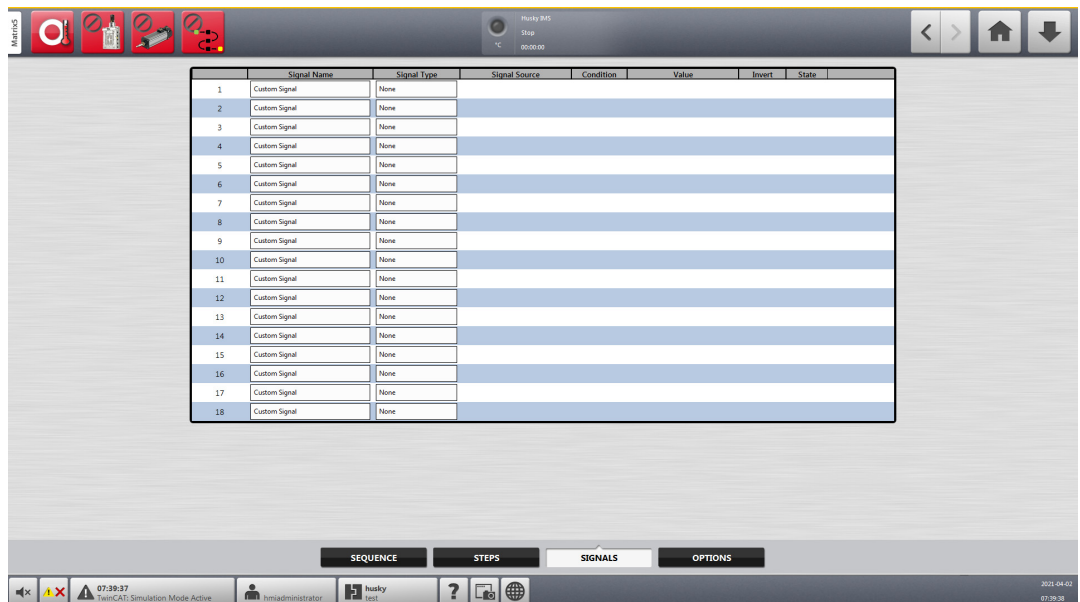 Matrix5
Husky IMS
Stop
°C 00:00:00
Signal Name Signal Type Signal Source Condition Value Invert State
1 Custom Signal None
2 Custom Signal None
3 Custom Signal None
4 Custom Signal None
5 Custom Signal None
6 Custom Signal None
7 Custom Signal None
8 Custom Signal None
9 Custom Signal None
10 Custom Signal None
11 Custom Signal None
12 Custom Signal None
13 Custom Signal None
14 Custom Signal None
15 Custom Signal None
16 Custom Signal None
17 Custom Signal None
18 Custom Signal None
SEQUENCE STEPS SIGNALS OPTIONS
07:39:37
TwinCAT: Simulation Mode Active
hmiadministrator
husky
test
?
2021-04-02
07:39:38